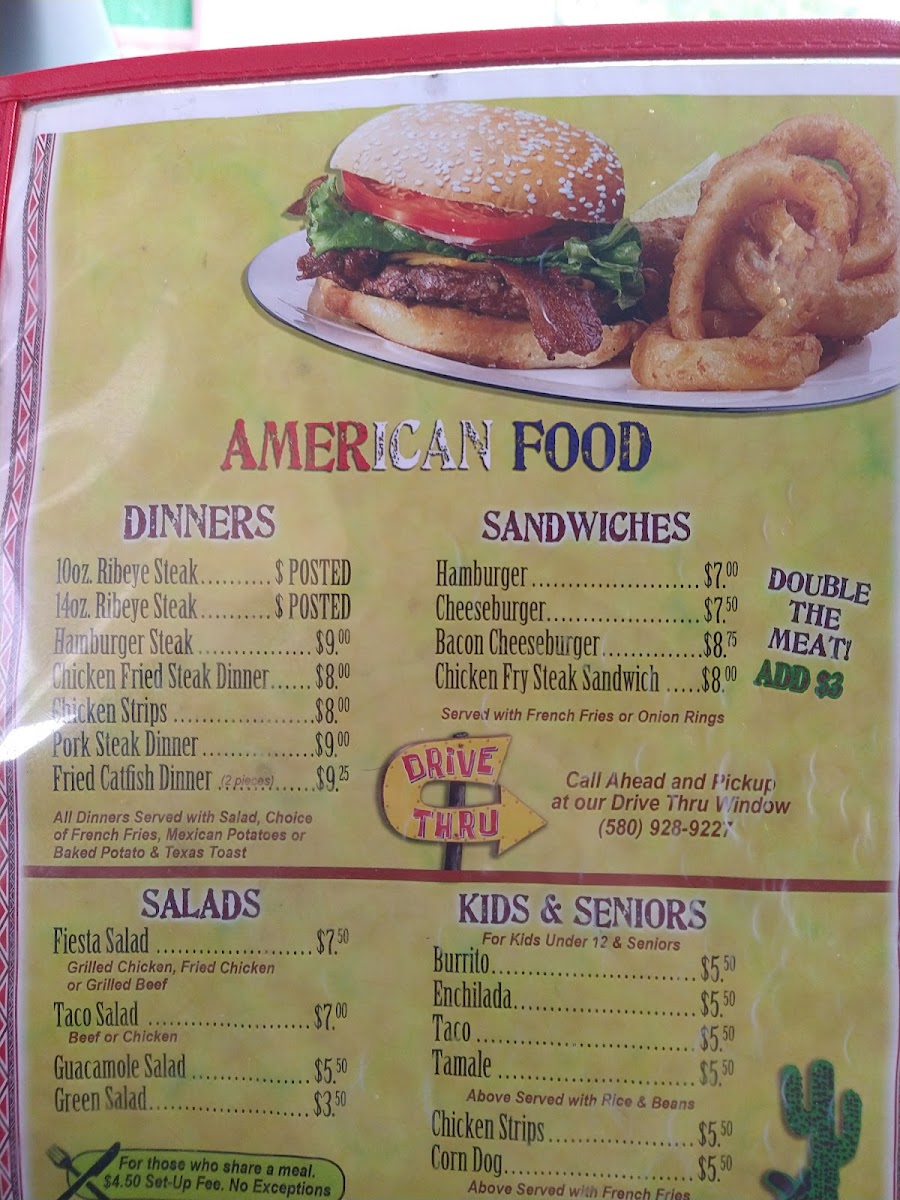 AMERICAN FOOD
DINNERS
10oz. Ribeye Steak..........$ POSTED
14oz. Ribeye Steak..........$ POSTED
Hamburger Steak ................$9.00
Chicken Fried Steak Dinner......$8.00
Chicken Strips ....................$8.00
Pork Steak Dinner ................$9.00
Fried Catfish Dinner (2 pieces)......$9.25
All Dinners Served with Salad, Choice
of French Fries, Mexican Potatoes or
Baked Potato & Texas Toast
SANDWICHES
Hamburger........................$7.00
Cheeseburger......................$7.50
Bacon Cheeseburger..............$8.75
Chicken Fry Steak Sandwich .....$8.00
Served with French Fries or Onion Rings
DOUBLE
THE
MEAT!
ADD $3
DRIVE
THRU
Call Ahead and Pickup
at our Drive Thru Window
(580) 928-9227
SALADS
Fiesta Salad ......................$7.50
Grilled Chicken, Fried Chicken
or Grilled Beef
Taco Salad .......................$7.00
Beef or Chicken
Guacamole Salad .................$5.50
Green Salad.......................$3.50
For those who share a meal.
$4.50 Set-Up Fee. No Exceptions
KIDS & SENIORS
For Kids Under 12 & Seniors
Burrito.............................$5.50
Enchilada..........................$5.50
Taco ...............................$5.50
Tamale ............................$5.50
Above Served with Rice & Beans
Chicken Strips.....................$5.50
Corn Dog...........................$5.50
Above Served with French Fries